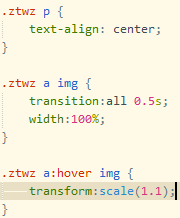 .ztwz p {
    text-align: center;
}
.ztwz a img {
    transition:all 0.5s;
    width:100%;
}
.ztwz a:hover img {
    transform:scale(1.1);
}